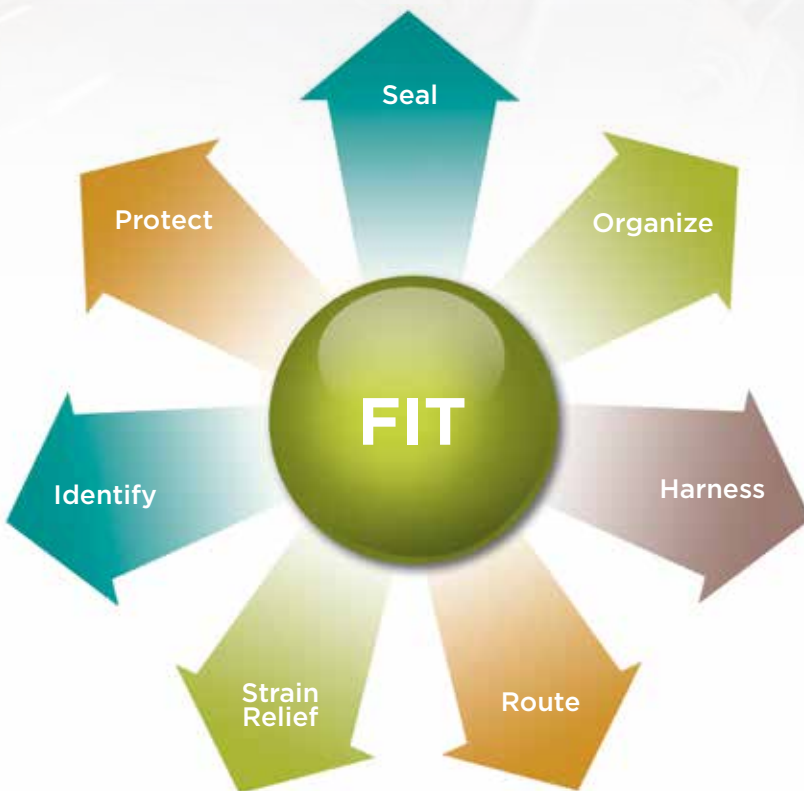 Seal
Organize
Protect
FIT
Harness
Identify
Strain
Relief
Route